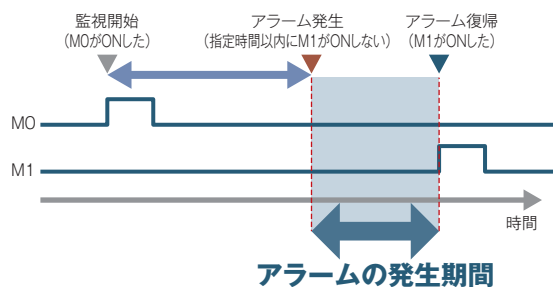 監視開始
(M0がONした)
アラーム発生
(指定時間以内にM1がONしない)
アラーム復帰
(M1がONした)
M0
M1
時間
アラームの発生期間